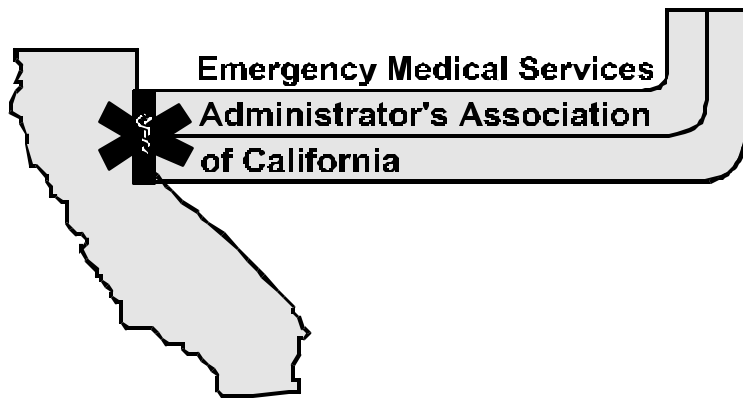 Emergency Medical Services
Administrator's Association
of California